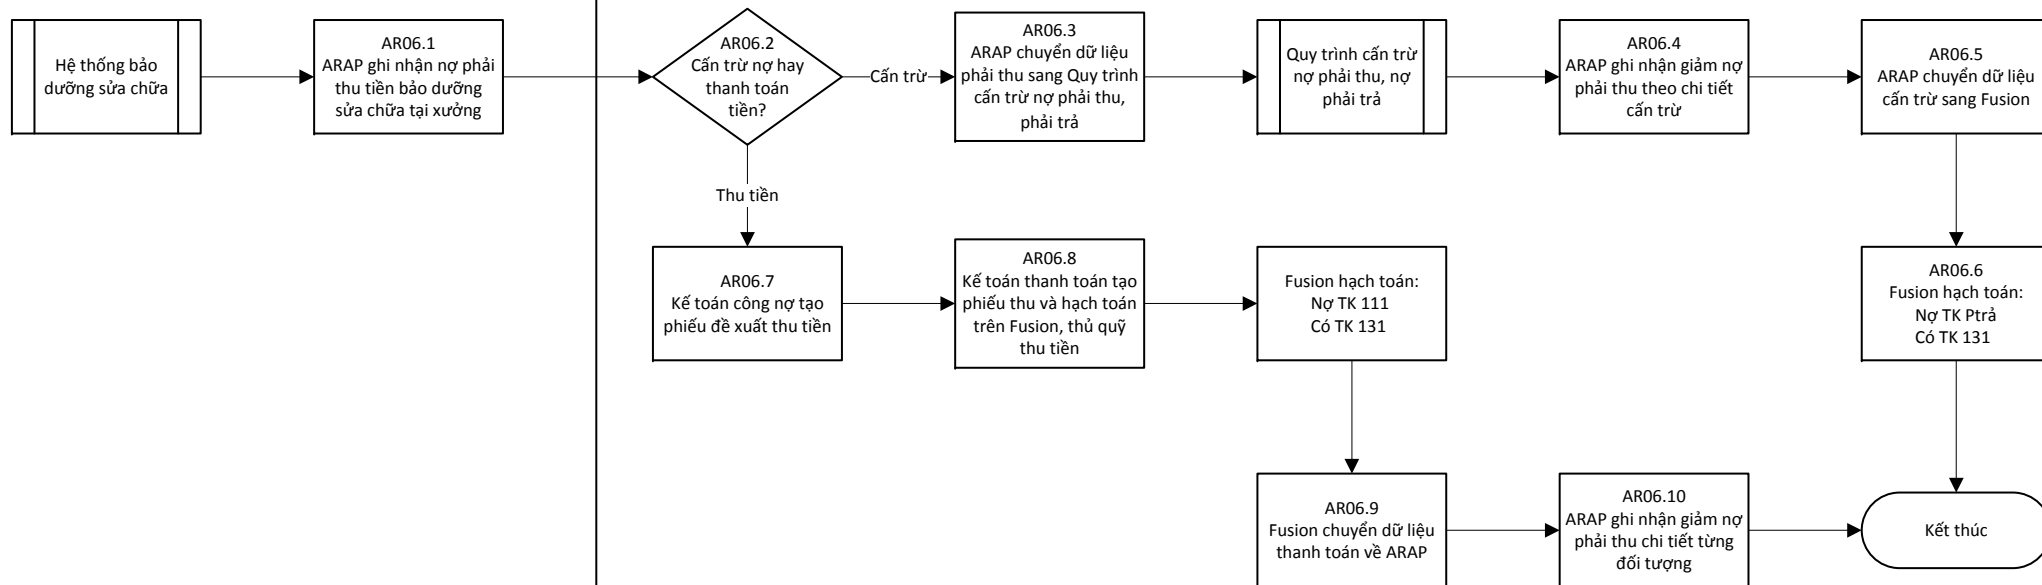 Hệ thống bảo
dưỡng sửa chữa
AR06.1
ARAP ghi nhận nợ phải
thu tiền bảo dưỡng
sửa chữa tại xưởng
AR06.2
Cấn trừ nợ hay
thanh toán
tiền?
Cấn trừ
AR06.3
ARAP chuyển dữ liệu
phải thu sang Quy trình
cấn trừ nợ phải thu,
phải trả
Quy trình cấn trừ
nợ phải thu, nợ
phải trả
AR06.4
ARAP ghi nhận giảm nợ
phải thu theo chi tiết
cấn trừ
AR06.5
ARAP chuyển dữ liệu
cấn trừ sang Fusion
Thu tiền
AR06.7
Kế toán công nợ tạo
phiếu đề xuất thu tiền
AR06.8
Kế toán thanh toán tạo
phiếu thu và hạch toán
trên Fusion, thủ quỹ
thu tiền
Fusion hạch toán:
Nợ TK 111
Có TK 131
AR06.6
Fusion hạch toán:
Nợ TK Ptrả
Có TK 131
AR06.9
Fusion chuyển dữ liệu
thanh toán về ARAP
AR06.10
ARAP ghi nhận giảm nợ
phải thu chi tiết từng
đối tượng
Kết thúc